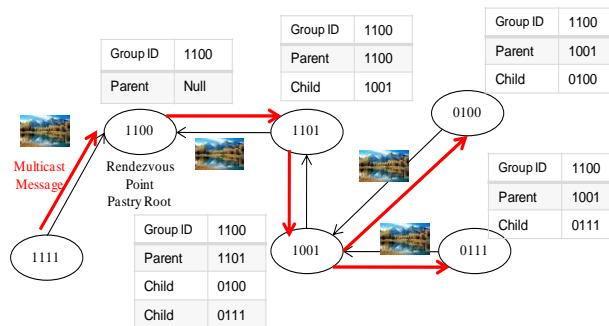 Group ID 1100
Parent Null
Group ID 1100
Parent 1100
Child 1001
Group ID 1100
Parent 1001
Child 0100
1100
1101
0100
Multicast
Message
Rendezvous
Point
Pastry Root
Group ID 1100
Parent 1001
Child 0111
1111
Group ID 1100
Parent 1101
Child 0100
Child 0111
1001
0111